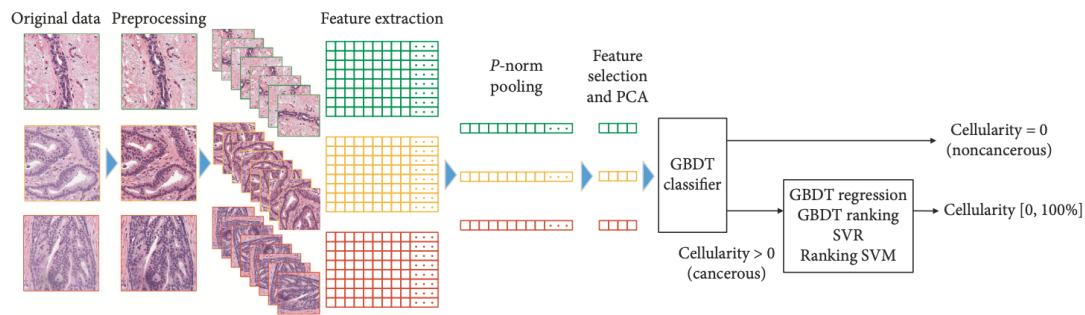 Original data
Preprocessing
Feature extraction
P-norm
pooling
Feature
selection
and PCA
GBDT
classifier
Cellularity = 0
(noncancerous)
Cellularity > 0
(cancerous)
GBDT regression
GBDT ranking
SVR
Ranking SVM
Cellularity [0, 100%]